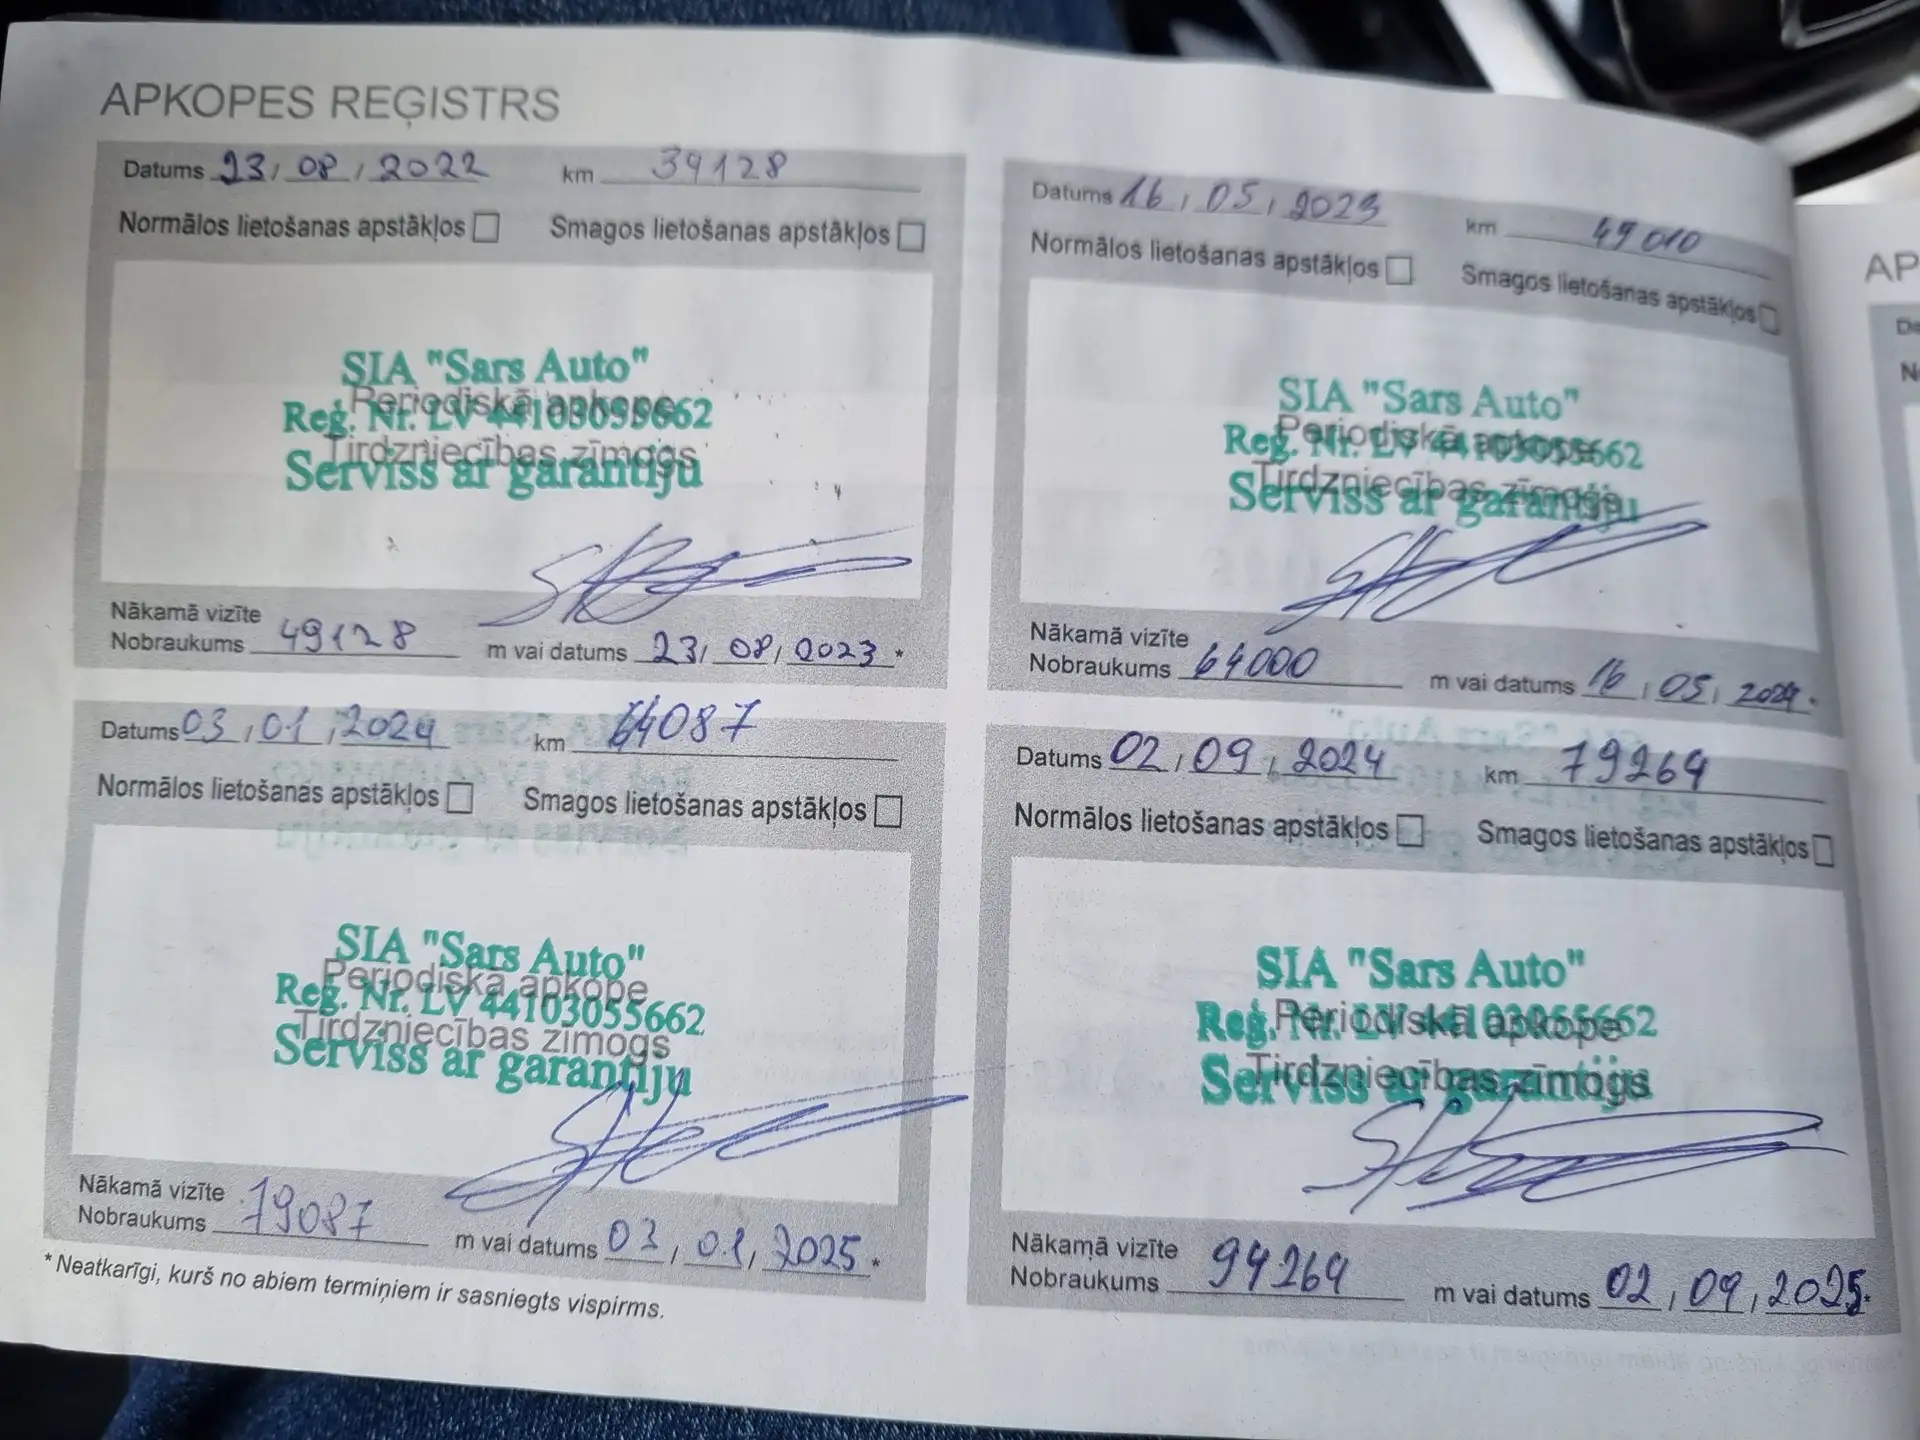 APKOPES REĢISTRS
Datums 23, 08, 2022 km 39128
Normālos lietošanas apstākļos Smagos lietošanas apstākļos
SIA "Sars Auto"
Periodiskā apkope
Reģ. Nr. LV 44103055662
Tirdzniecības zīmogs
Serviss ar garantiju
Nākamā vizīte
Nobraukums 49128 m vai datums 23, 08, 2023 *
Datums 16, 05, 2023 km 49010
Normālos lietošanas apstākļos Smagos lietošanas apstākļos
SIA "Sars Auto"
Periodiskā apkope
Reģ. Nr. LV 44103055662
Tirdzniecības zīmogs
Serviss ar garantiju
Nākamā vizīte
Nobraukums 64000 m vai datums 16, 05, 2024 *
Datums 03, 01, 2024 km 64087
Normālos lietošanas apstākļos Smagos lietošanas apstākļos
SIA "Sars Auto"
Periodiskā apkope
Reģ. Nr. LV 44103055662
Tirdzniecības zīmogs
Serviss ar garantiju
Nākamā vizīte
Nobraukums 79087 m vai datums 03, 01, 2025 *
Datums 02, 09, 2024 km 79264
Normālos lietošanas apstākļos Smagos lietošanas apstākļos
SIA "Sars Auto"
Periodiskā apkope
Reģ. Nr. LV 44103055662
Tirdzniecības zīmogs
Serviss ar garantiju
Nākamā vizīte
Nobraukums 94264 m vai datums 02, 09, 2025 *
* Neatkarīgi, kurš no abiem termiņiem ir sasniegts vispirms.
AP